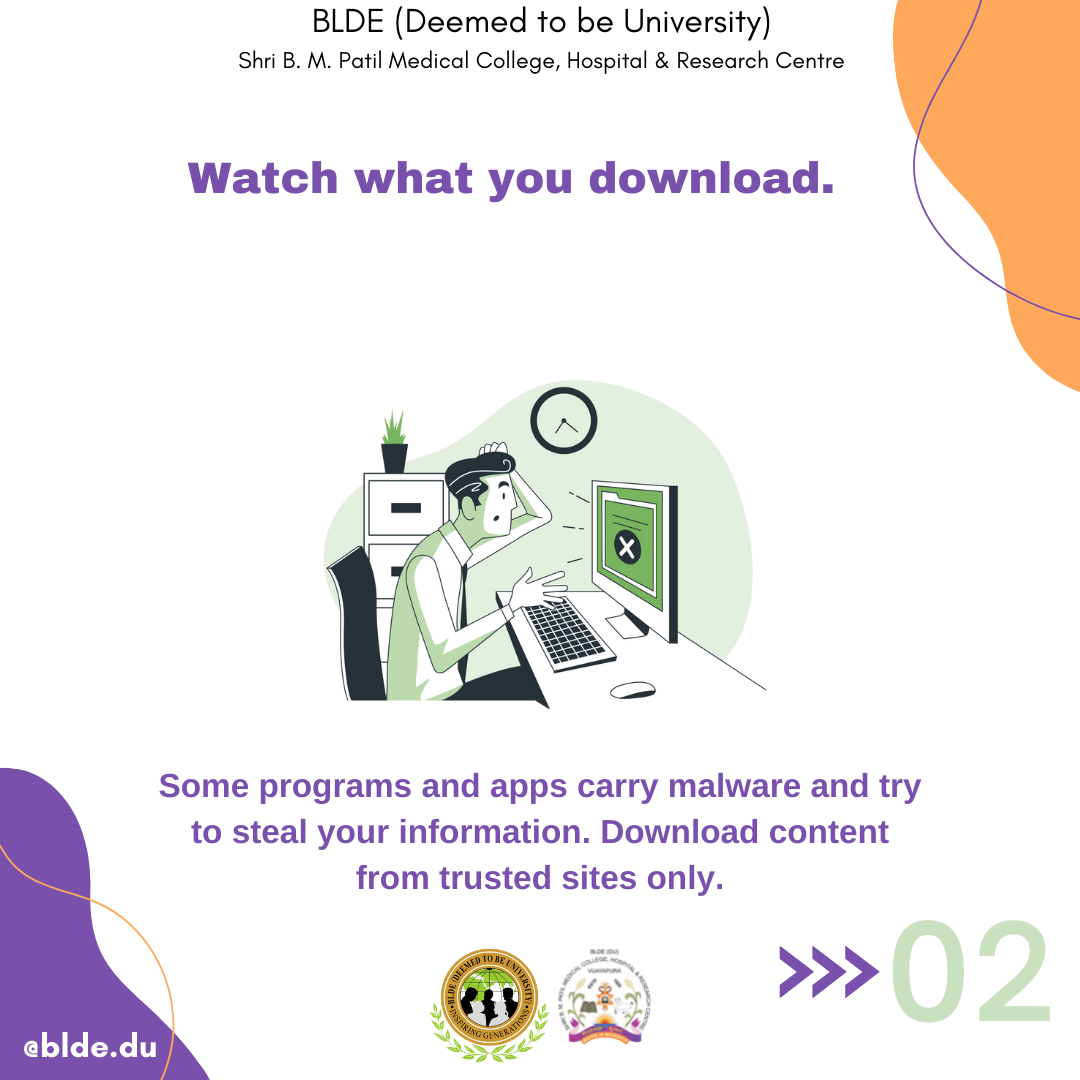 BLDE (Deemed to be University)
Shri B. M. Patil Medical College, Hospital & Research Centre
Watch what you download.
Some programs and apps carry malware and try
to steal your information. Download content
from trusted sites only.
BLDE (DEEMED TO BE UNIVERSITY)
INSPIRING GENERATIONS
BLDE (DU)
SHRI B. M. PATIL MEDICAL COLLEGE, HOSPITAL & RESEARCH CENTRE
VIJAYAPURA
02
@blde.du